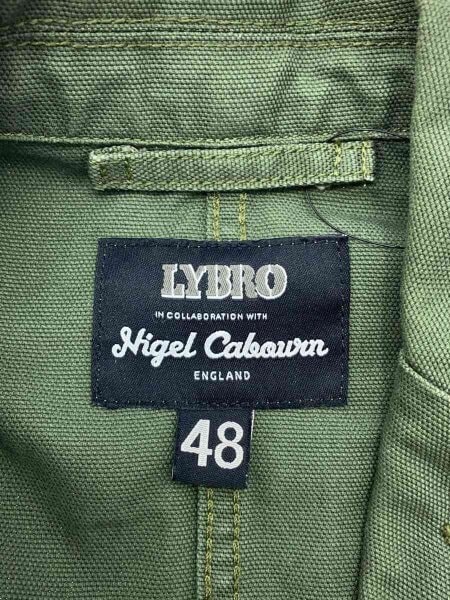 LYBRO
IN COLLABORATION WITH
Nigel Cabourn
ENGLAND
48